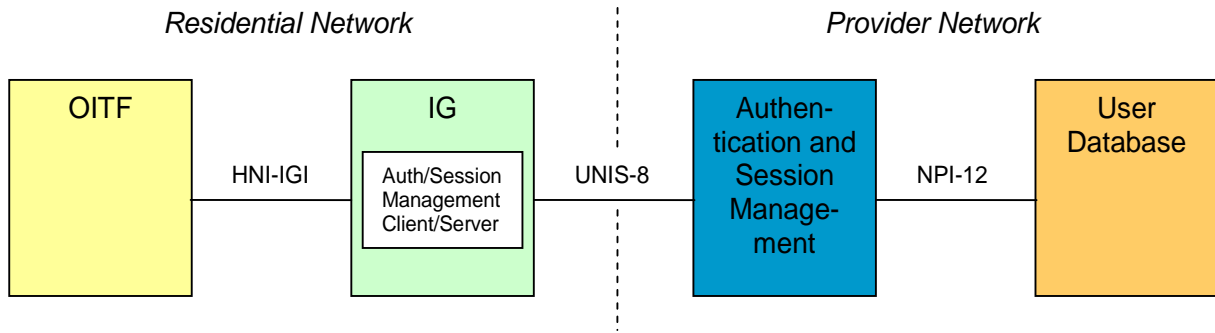 Residential Network
Provider Network
OITF
HNI-IGI
IG
Auth/Session
Management
Client/Server
UNIS-8
Authen-
tication and
Session
Manage-
ment
NPI-12
User
Database